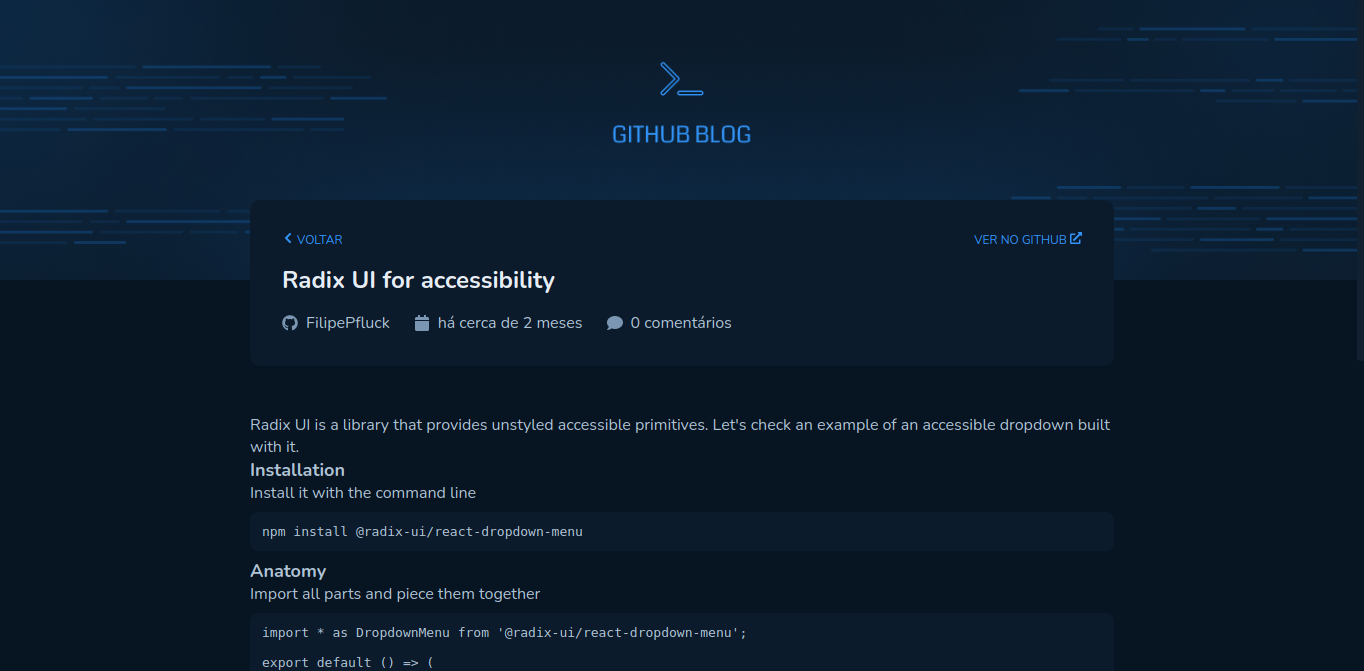 GITHUB BLOG
VOLTAR
VER NO GITHUB
Radix UI for accessibility
FilipePfluck há cerca de 2 meses 0 comentários
Radix UI is a library that provides unstyled accessible primitives. Let's check an example of an accessible dropdown built
with it.
Installation
Install it with the command line
npm install @radix-ui/react-dropdown-menu
Anatomy
Import all parts and piece them together
import * as DropdownMenu from '@radix-ui/react-dropdown-menu';
export default () => (